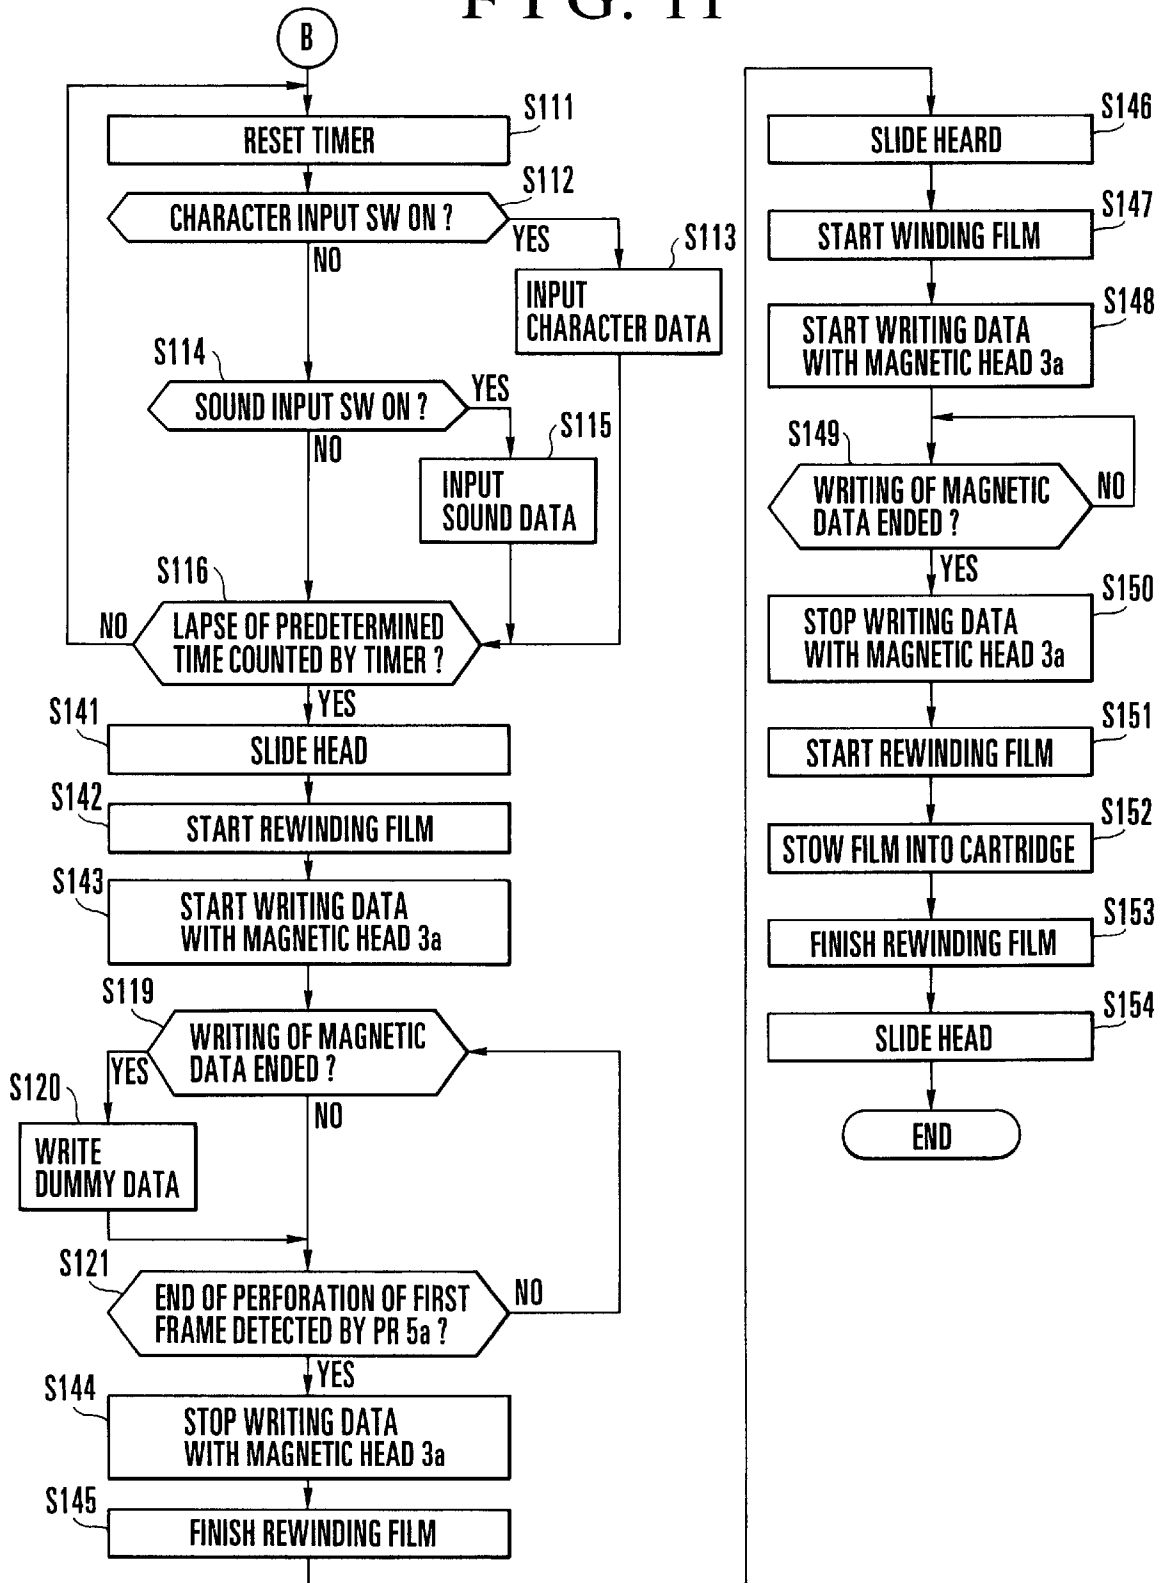 FIG. 11
B
S111
RESET TIMER
S112
CHARACTER INPUT SW ON ?
YES
NO
S113
INPUT
CHARACTER DATA
S114
SOUND INPUT SW ON ?
YES
NO
S115
INPUT
SOUND DATA
S116
LAPSE OF PREDETERMINED
TIME COUNTED BY TIMER ?
NO
YES
S141
SLIDE HEAD
S142
START REWINDING FILM
S143
START WRITING DATA
WITH MAGNETIC HEAD 3a
S119
WRITING OF MAGNETIC
DATA ENDED ?
YES
NO
S120
WRITE
DUMMY DATA
S121
END OF PERFORATION OF FIRST
FRAME DETECTED BY PR 5a ?
NO
YES
S144
STOP WRITING DATA
WITH MAGNETIC HEAD 3a
S145
FINISH REWINDING FILM
S146
SLIDE HEARD
S147
START WINDING FILM
S148
START WRITING DATA
WITH MAGNETIC HEAD 3a
S149
WRITING OF MAGNETIC
DATA ENDED ?
NO
YES
S150
STOP WRITING DATA
WITH MAGNETIC HEAD 3a
S151
START REWINDING FILM
S152
STOW FILM INTO CARTRIDGE
S153
FINISH REWINDING FILM
S154
SLIDE HEAD
END